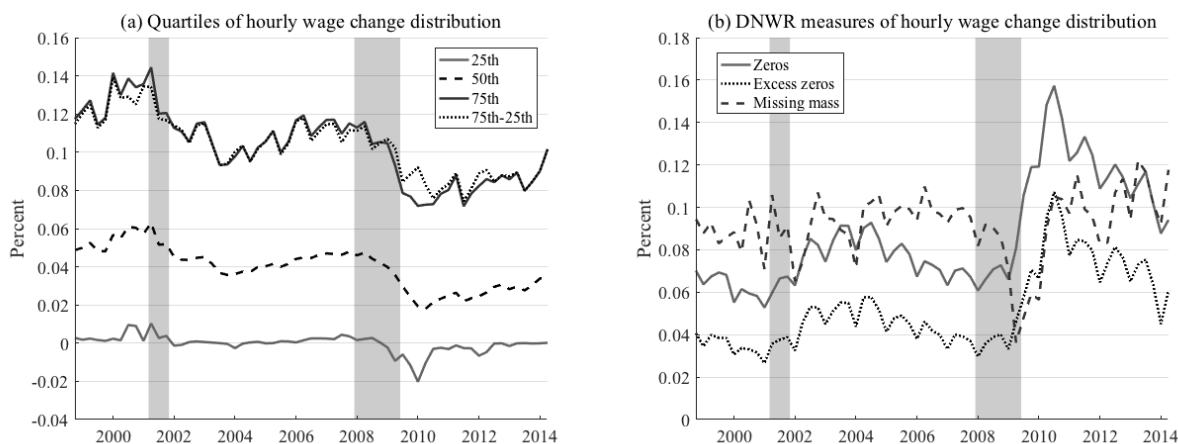 (a) Quartiles of hourly wage change distribution
0.16
0.14
0.12
0.1
0.08
0.06
0.04
0.02
0
-0.02
-0.04
Percent
25th
50th
75th
75th-25th
2000 2002 2004 2006 2008 2010 2012 2014
(b) DNWR measures of hourly wage change distribution
0.18
0.16
0.14
0.12
0.1
0.08
0.06
0.04
0.02
0
Percent
Zeros
Excess zeros
Missing mass
2000 2002 2004 2006 2008 2010 2012 2014